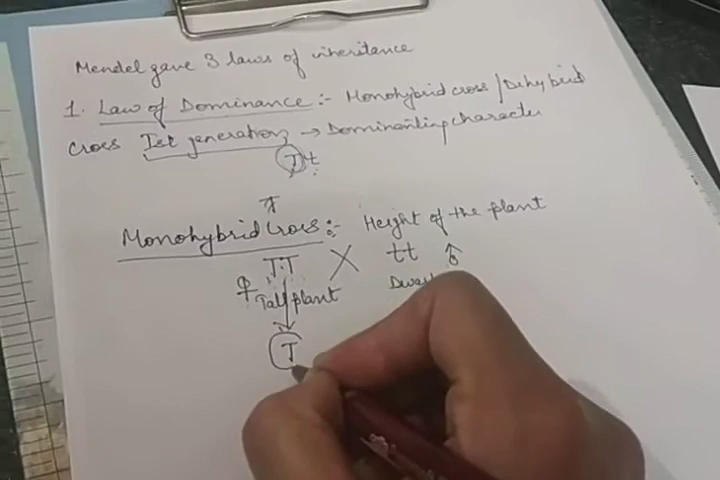 Mendel gave 3 laws of inheritance
1. Law of Dominance :- Monohybrid cross / Dihybrid
cross Ist generation → Dominanting character
Tt
Monohybrid Cross :- Height of the plant
TT X tt ♂
♀ Tall plant
T